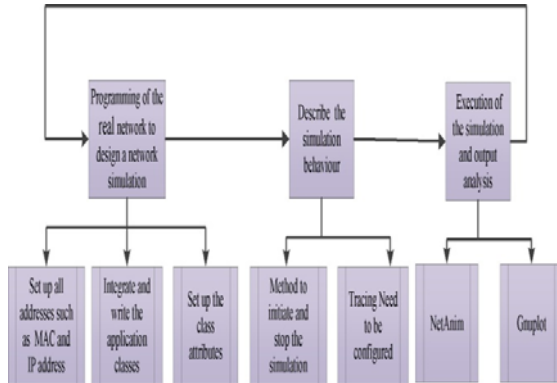 Programming of the
real network to
design a network
simulation
Describe the
simulation
behaviour
Execution of
the simulation
and output
analysis
Set up all
addresses such
as MAC and
IP address
Integrate and
write the
application
classes
Set up the
class
attributes
Method to
initiate and
stop the
simulation
Tracing Need
to be
configured
NetAnim
Gnuplot